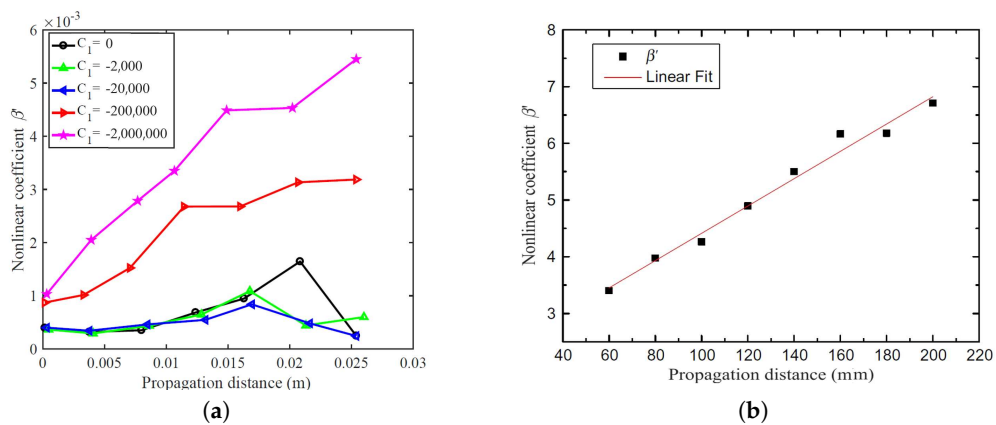 ×10⁻³
6
5
4
3
2
1
0
Nonlinear coefficient β'
C₁= 0
C₁= -2,000
C₁= -20,000
C₁= -200,000
C₁= -2,000,000
0 0.005 0.01 0.015 0.02 0.025 0.03
Propagation distance (m)
(a)
8
7
6
5
4
3
Nonlinear coefficient β'
β'
Linear Fit
40 60 80 100 120 140 160 180 200 220
Propagation distance (mm)
(b)